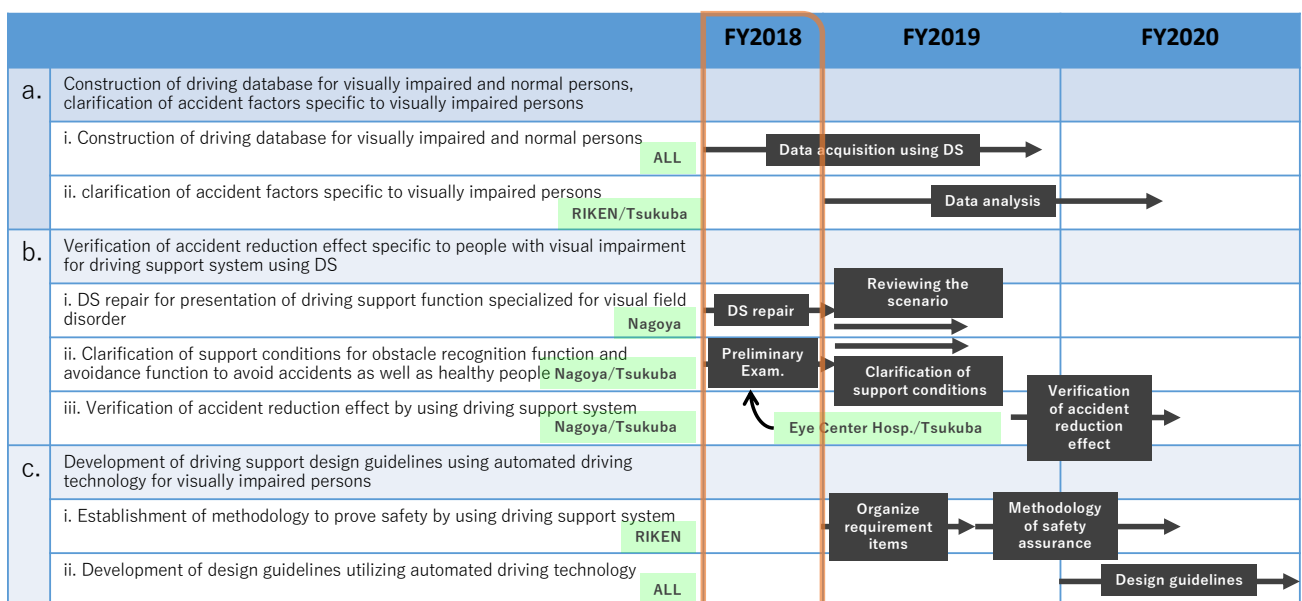 FY2018 FY2019 FY2020
a. Construction of driving database for visually impaired and normal persons,
clarification of accident factors specific to visually impaired persons
i. Construction of driving database for visually impaired and normal persons
ALL
Data acquisition using DS
ii. clarification of accident factors specific to visually impaired persons
RIKEN/Tsukuba
Data analysis
b. Verification of accident reduction effect specific to people with visual impairment
for driving support system using DS
i. DS repair for presentation of driving support function specialized for visual field
disorder
Nagoya
DS repair
Reviewing the
scenario
ii. Clarification of support conditions for obstacle recognition function and
avoidance function to avoid accidents as well as healthy people
Nagoya/Tsukuba
Preliminary
Exam.
Clarification of
support conditions
iii. Verification of accident reduction effect by using driving support system
Nagoya/Tsukuba
Eye Center Hosp./Tsukuba
Verification
of accident
reduction
effect
c. Development of driving support design guidelines using automated driving
technology for visually impaired persons
i. Establishment of methodology to prove safety by using driving support system
RIKEN
Organize
requirement
items
Methodology
of safety
assurance
ii. Development of design guidelines utilizing automated driving technology
ALL
Design guidelines